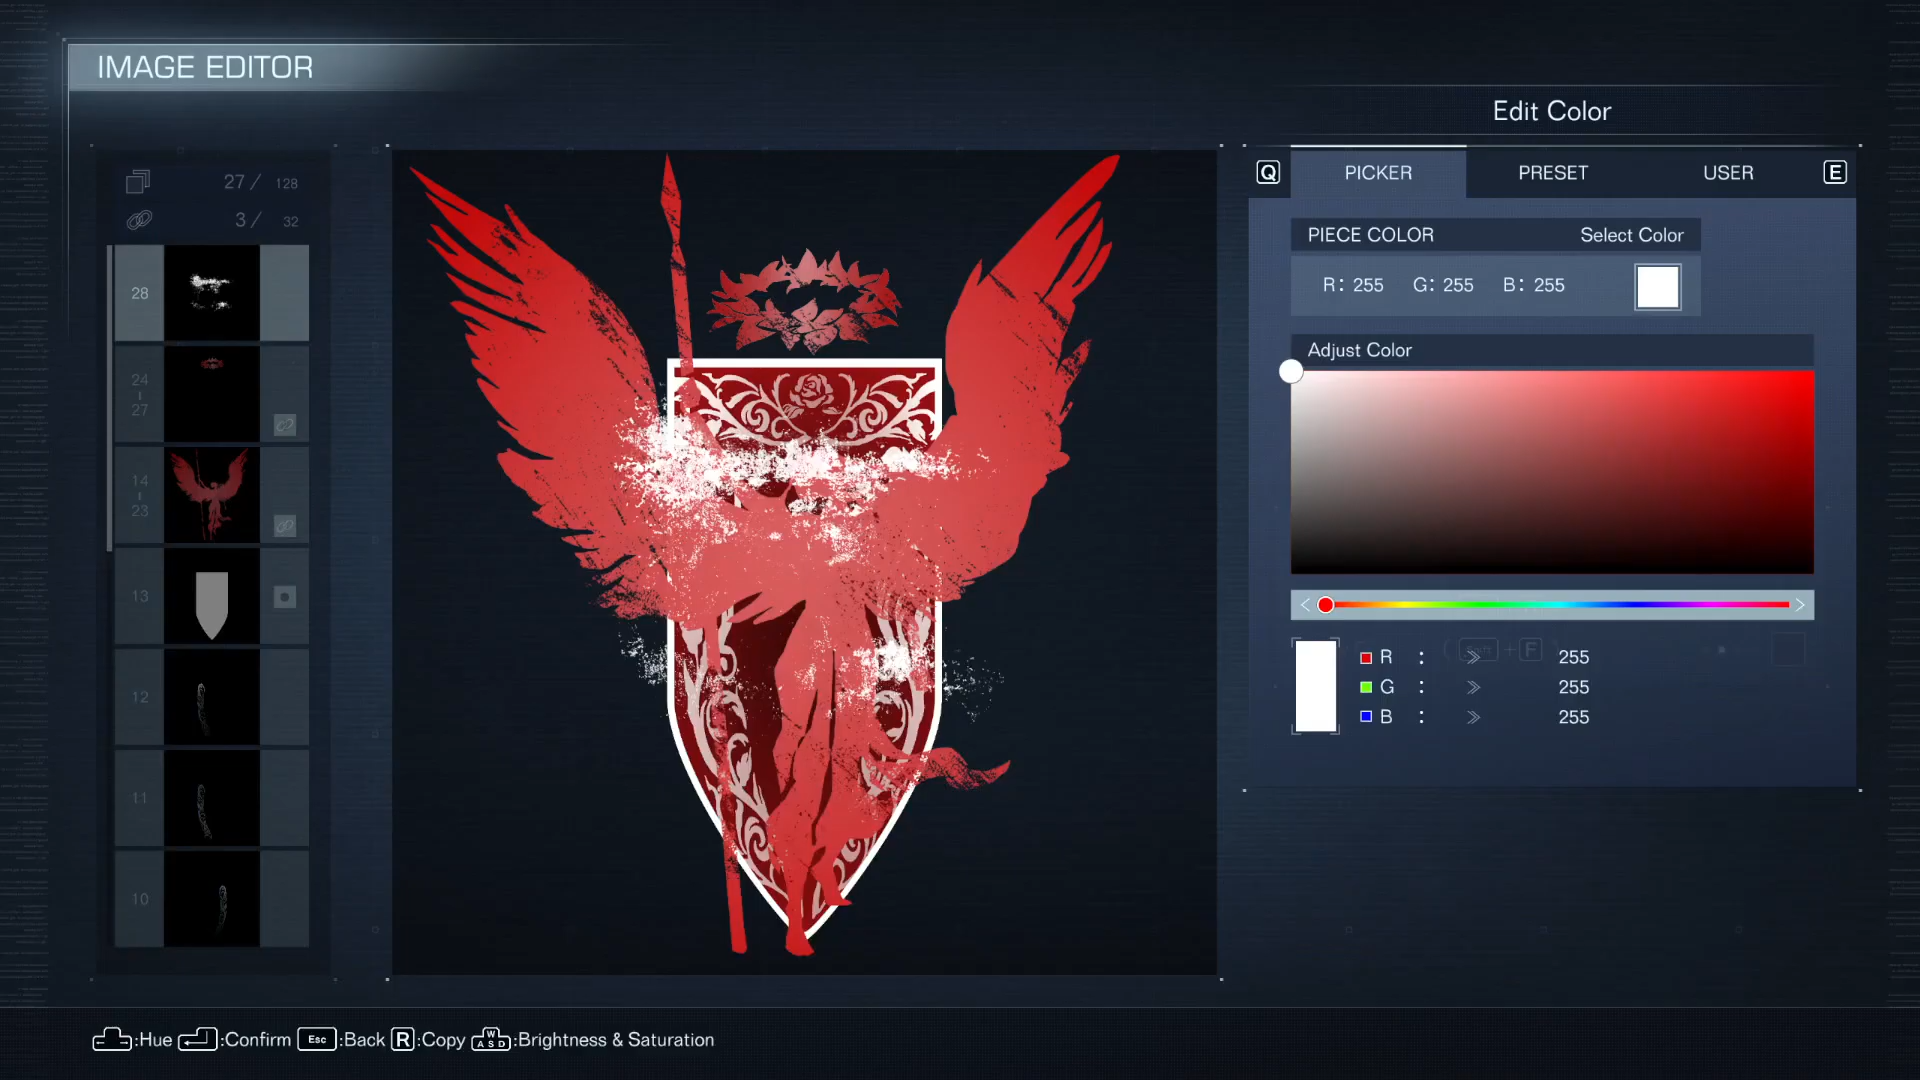 IMAGE EDITOR
27 / 128
3 / 32
28
24
27
14
23
13
12
11
10
Edit Color
Q PICKER PRESET USER E
PIECE COLOR Select Color
R: 255 G: 255 B: 255
Adjust Color
R : 255
G : 255
B : 255
Esc
:Hue :Confirm Esc :Back R :Copy W A S D :Brightness & Saturation